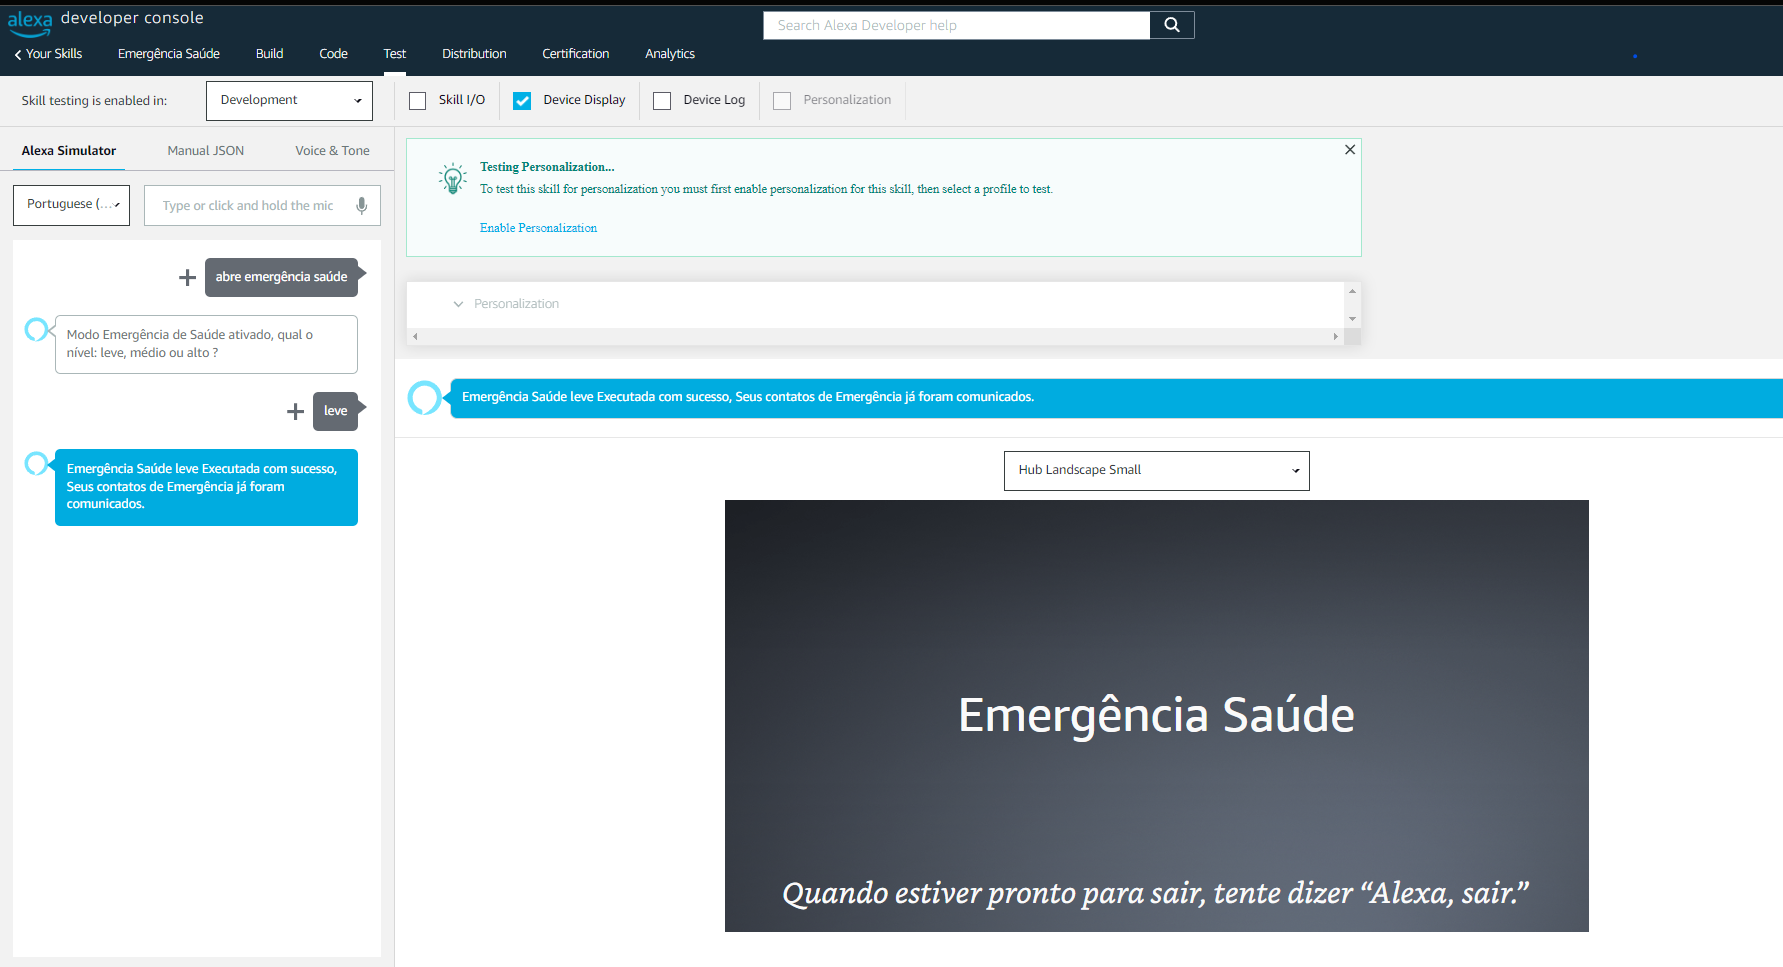 alexa developer console
Search Alexa Developer help
Your Skills Emergência Saúde Build Code Test Distribution Certification Analytics
Skill testing is enabled in: Development Skill I/O Device Display Device Log Personalization
Alexa Simulator Manual JSON Voice & Tone
Portuguese (... Type or click and hold the mic
abre emergência saúde
Modo Emergência de Saúde ativado, qual o
nível: leve, médio ou alto ?
leve
Emergência Saúde leve Executada com sucesso,
Seus contatos de Emergência já foram
comunicados.
Testing Personalization...
To test this skill for personalization you must first enable personalization for this skill, then select a profile to test.
Enable Personalization
Personalization
Emergência Saúde leve Executada com sucesso, Seus contatos de Emergência já foram comunicados.
Hub Landscape Small
Emergência Saúde
Quando estiver pronto para sair, tente dizer “Alexa, sair.”